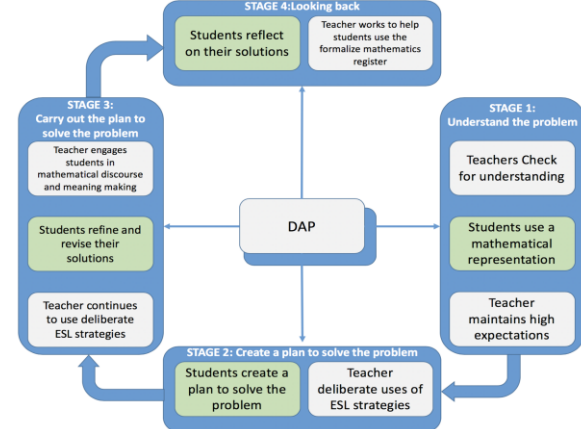 STAGE 4:Looking back
Students reflect
on their solutions
Teacher works to help
students use the
formalize mathematics
register
STAGE 3:
Carry out the plan to
solve the problem
Teacher engages
students in
mathematical discourse
and meaning making
Students refine and
revise their
solutions
Teacher continues
to use deliberate
ESL strategies
DAP
STAGE 1:
Understand the problem
Teachers Check
for understanding
Students use a
mathematical
representation
Teacher
maintains high
expectations
STAGE 2: Create a plan to solve the problem
Students create a
plan to solve the
problem
Teacher
deliberate uses of
ESL strategies